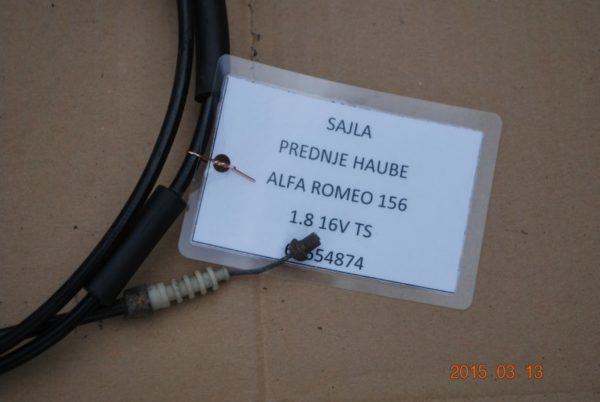 SAJLA
PREDNJE HAUBE
ALFA ROMEO 156
1.8 16V TS
2015 03 13